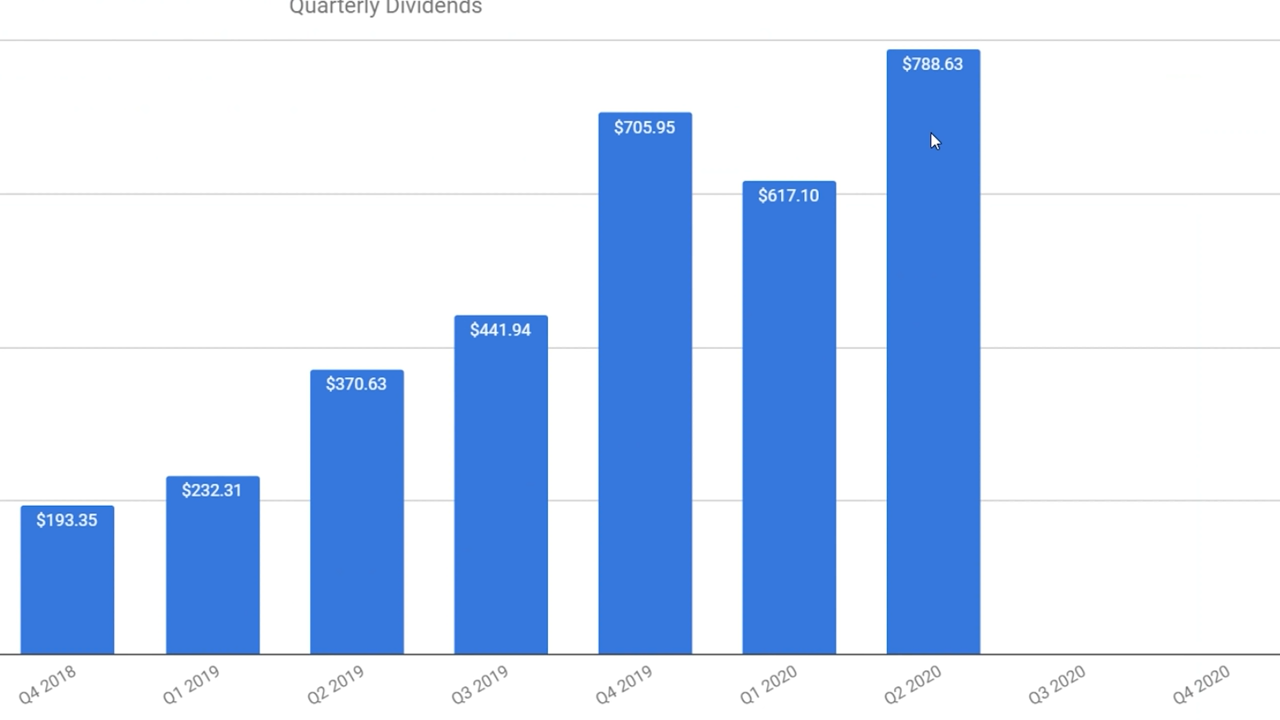 Quarterly Dividends
$788.63
$705.95
$617.10
$441.94
$370.63
$232.31
$193.35
Q4 2018
Q1 2019
Q2 2019
Q3 2019
Q4 2019
Q1 2020
Q2 2020
Q3 2020
Q4 2020